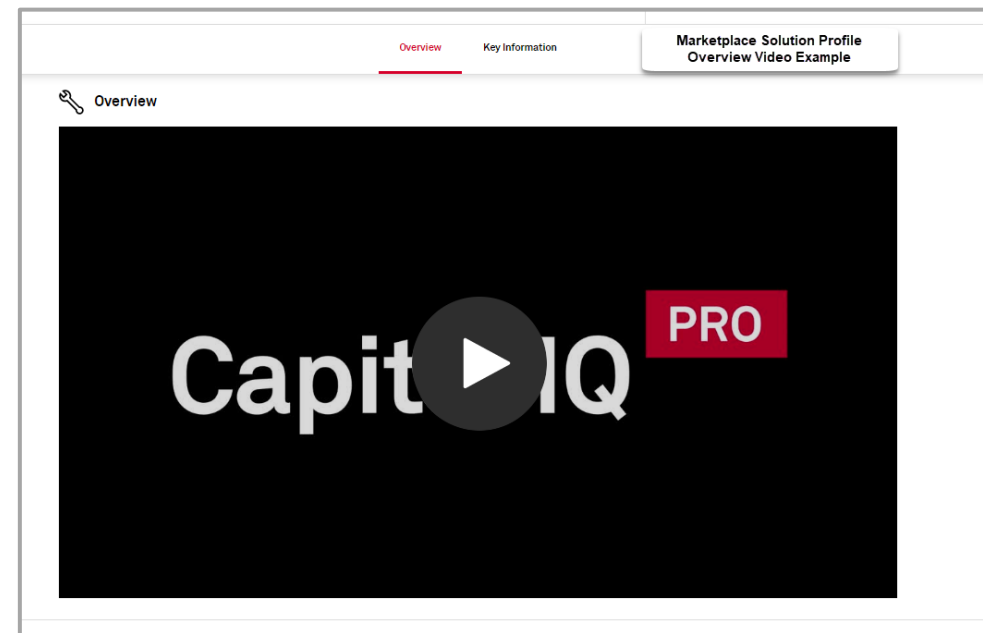 Overview
Key Information
Marketplace Solution Profile
Overview Video Example
Overview
PRO
Capit IQ